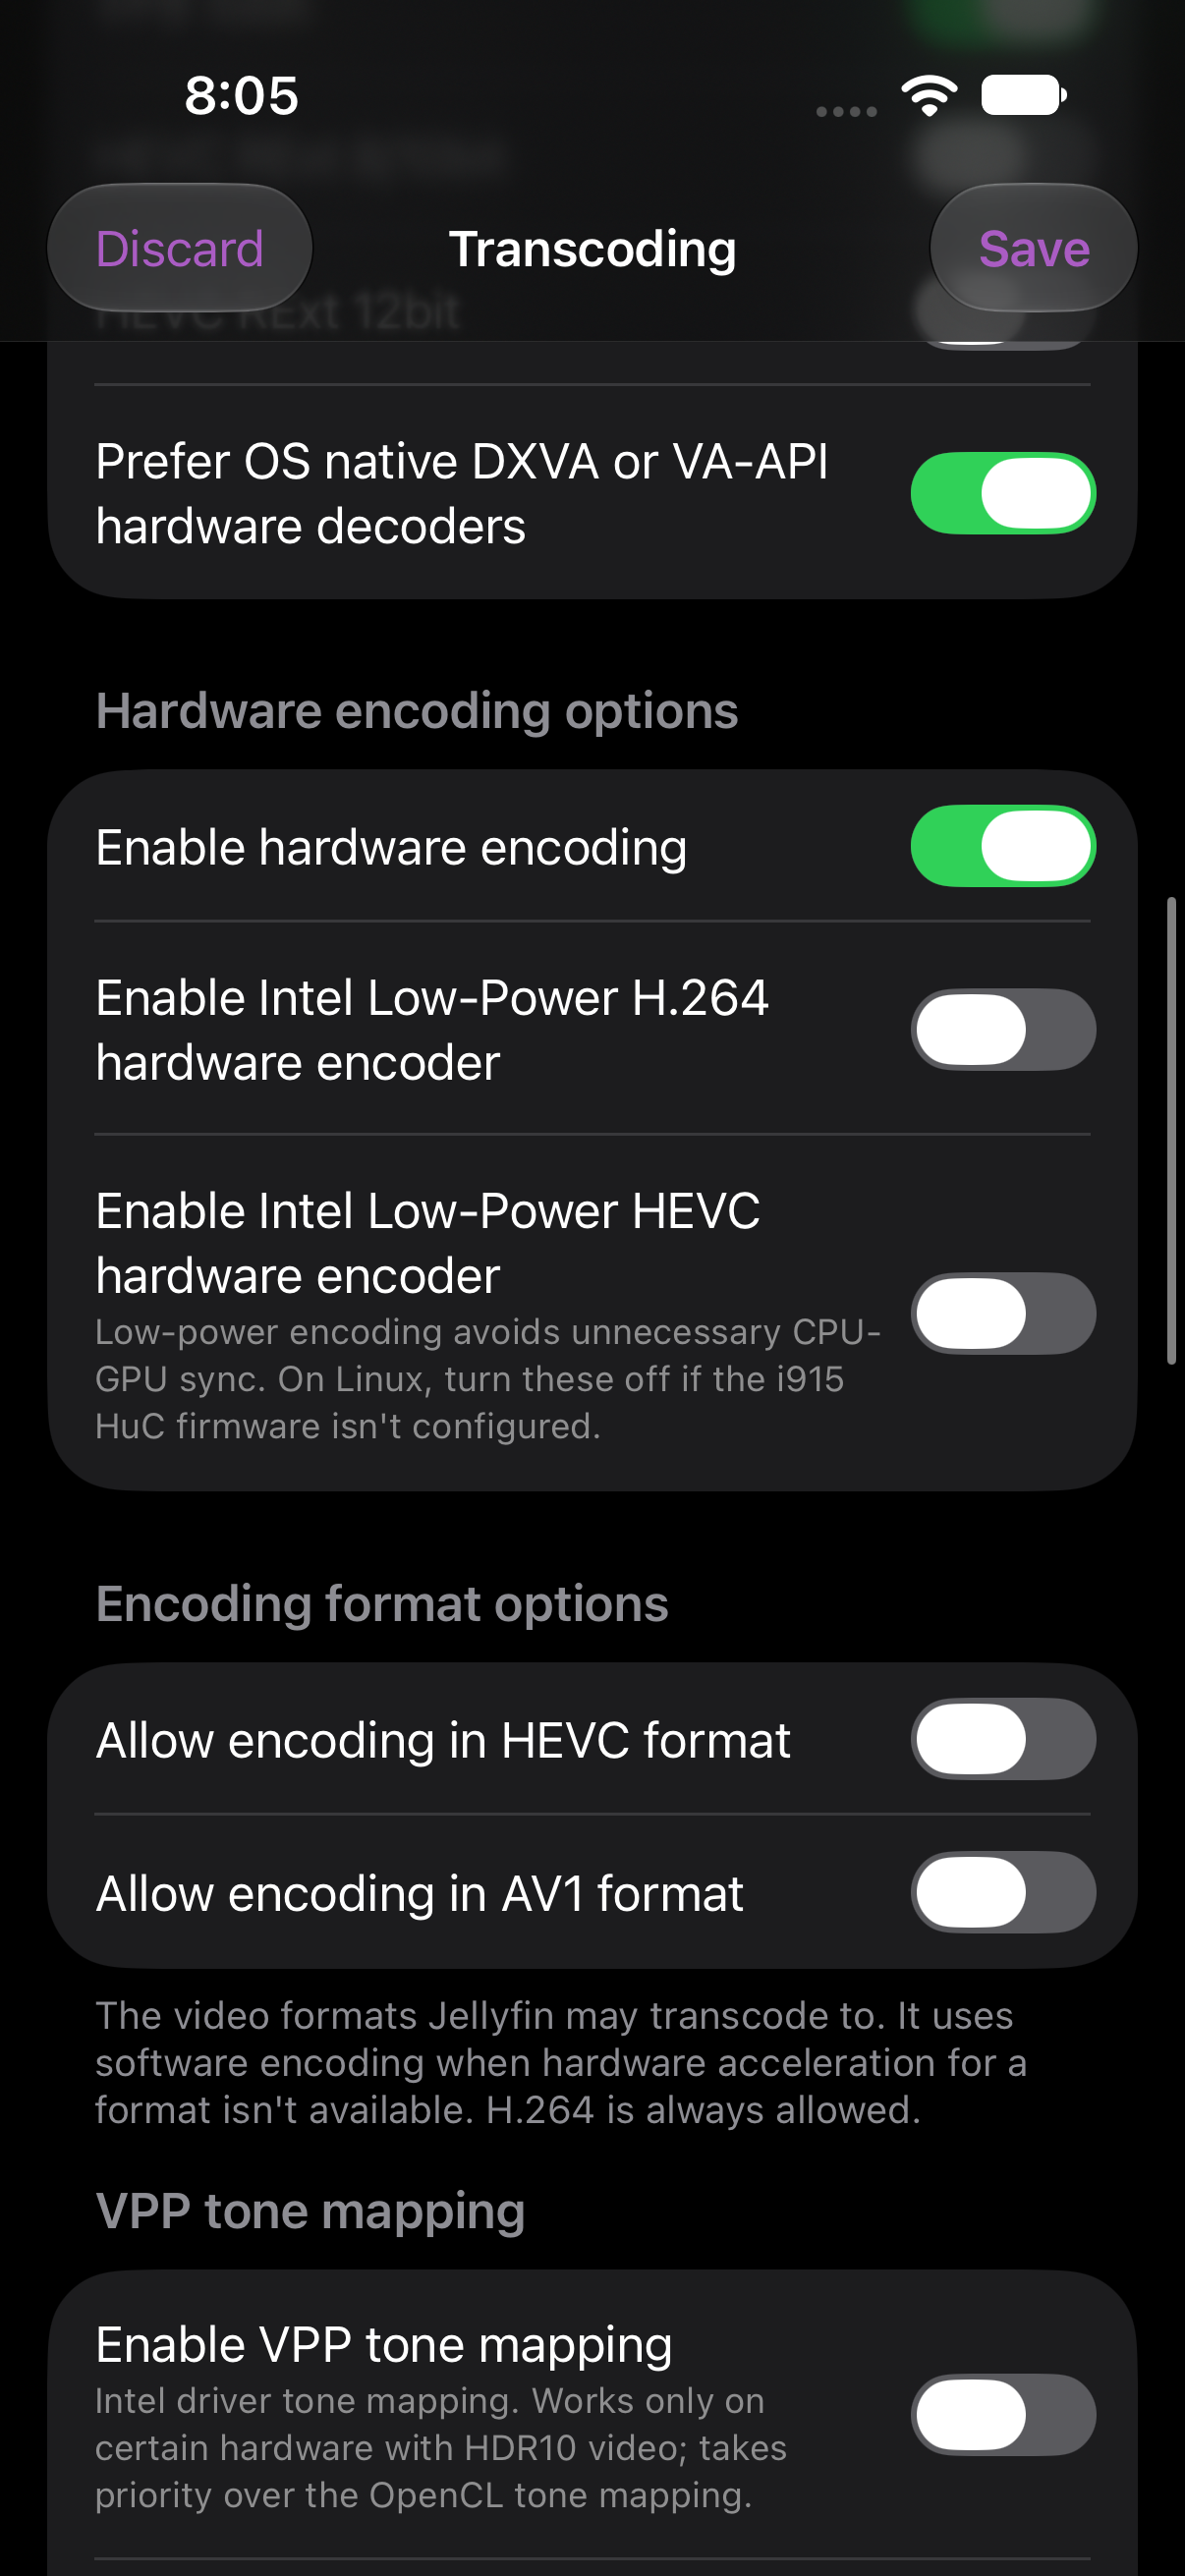 8:05
Discard
Transcoding
Save
HEVC RExt 12bit
Prefer OS native DXVA or VA-API
hardware decoders
Hardware encoding options
Enable hardware encoding
Enable Intel Low-Power H.264
hardware encoder
Enable Intel Low-Power HEVC
hardware encoder
Low-power encoding avoids unnecessary CPU-
GPU sync. On Linux, turn these off if the i915
HuC firmware isn't configured.
Encoding format options
Allow encoding in HEVC format
Allow encoding in AV1 format
The video formats Jellyfin may transcode to. It uses
software encoding when hardware acceleration for a
format isn't available. H.264 is always allowed.
VPP tone mapping
Enable VPP tone mapping
Intel driver tone mapping. Works only on
certain hardware with HDR10 video; takes
priority over the OpenCL tone mapping.